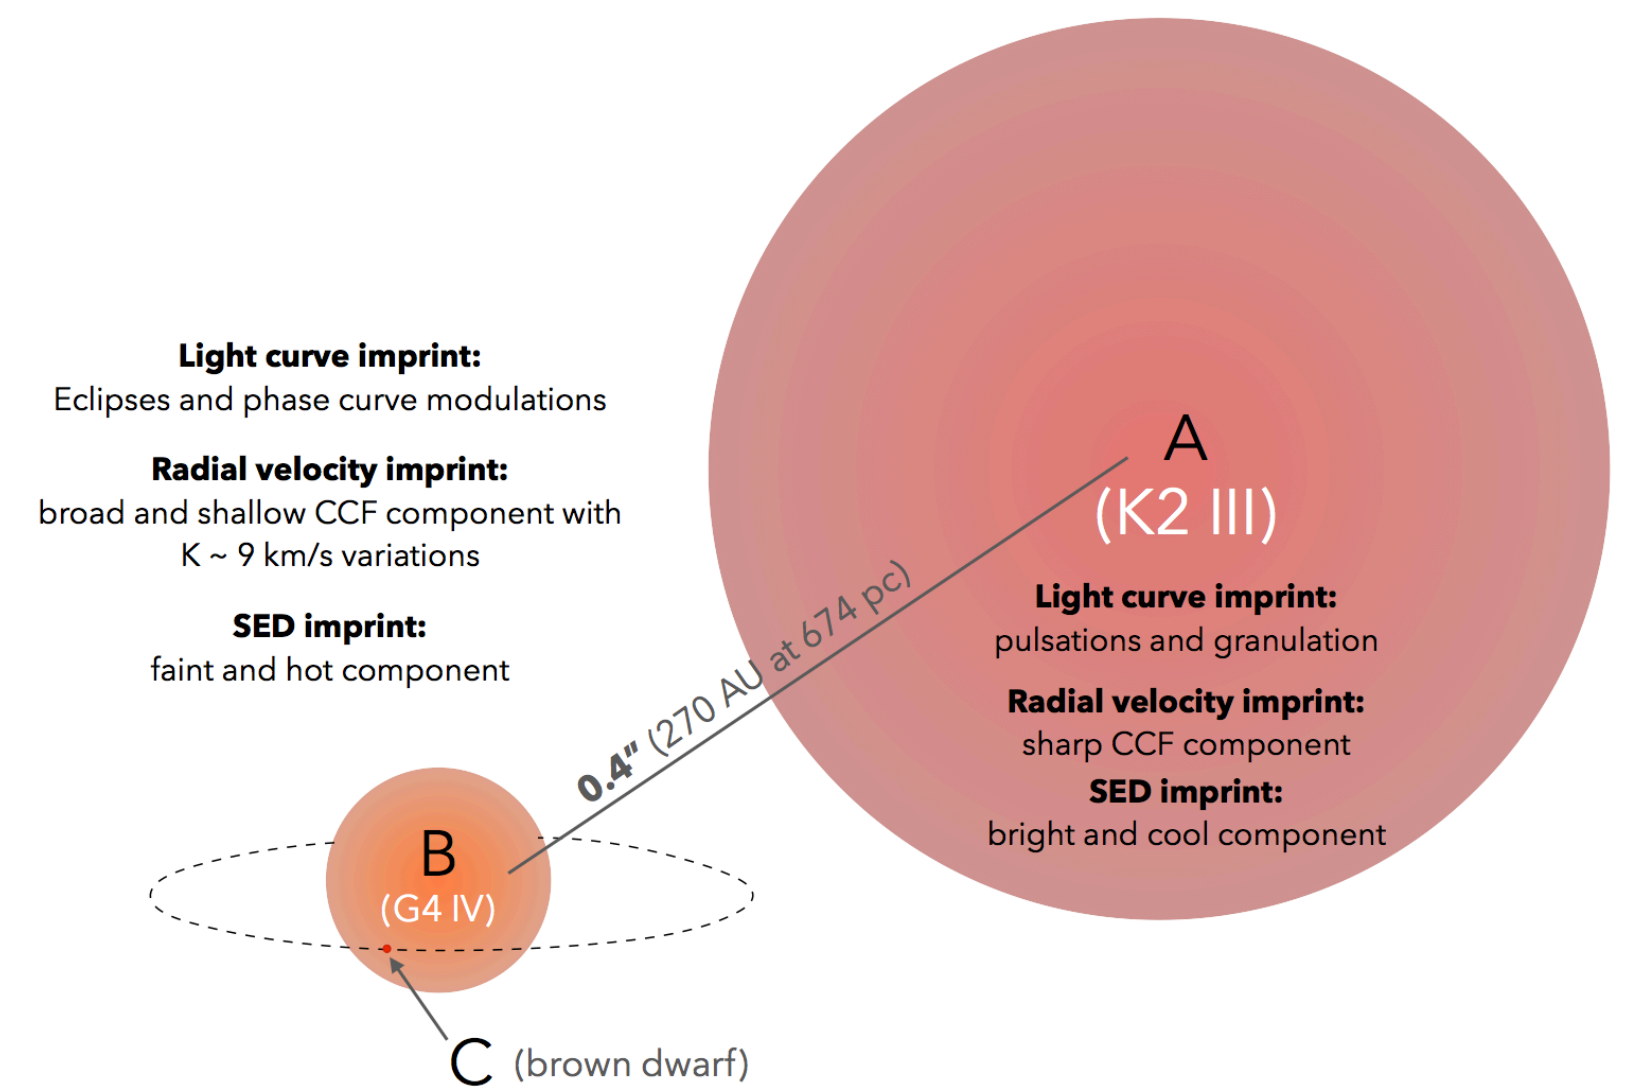 Light curve imprint:
Eclipses and phase curve modulations
Radial velocity imprint:
broad and shallow CCF component with
K ~ 9 km/s variations
SED imprint:
faint and hot component
A
(K2 III)
Light curve imprint:
pulsations and granulation
Radial velocity imprint:
sharp CCF component
SED imprint:
bright and cool component
0.4″ (270 AU at 674 pc)
B
(G4 IV)
C (brown dwarf)